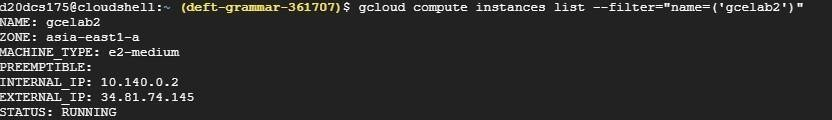 d20dcs175@cloudshell:~ (deft-grammar-361707)$ gcloud compute instances list --filter="name=('gcelab2')"
NAME: gcelab2
ZONE: asia-east1-a
MACHINE_TYPE: e2-medium
PREEMPTIBLE:
INTERNAL_IP: 10.140.0.2
EXTERNAL_IP: 34.81.74.145
STATUS: RUNNING